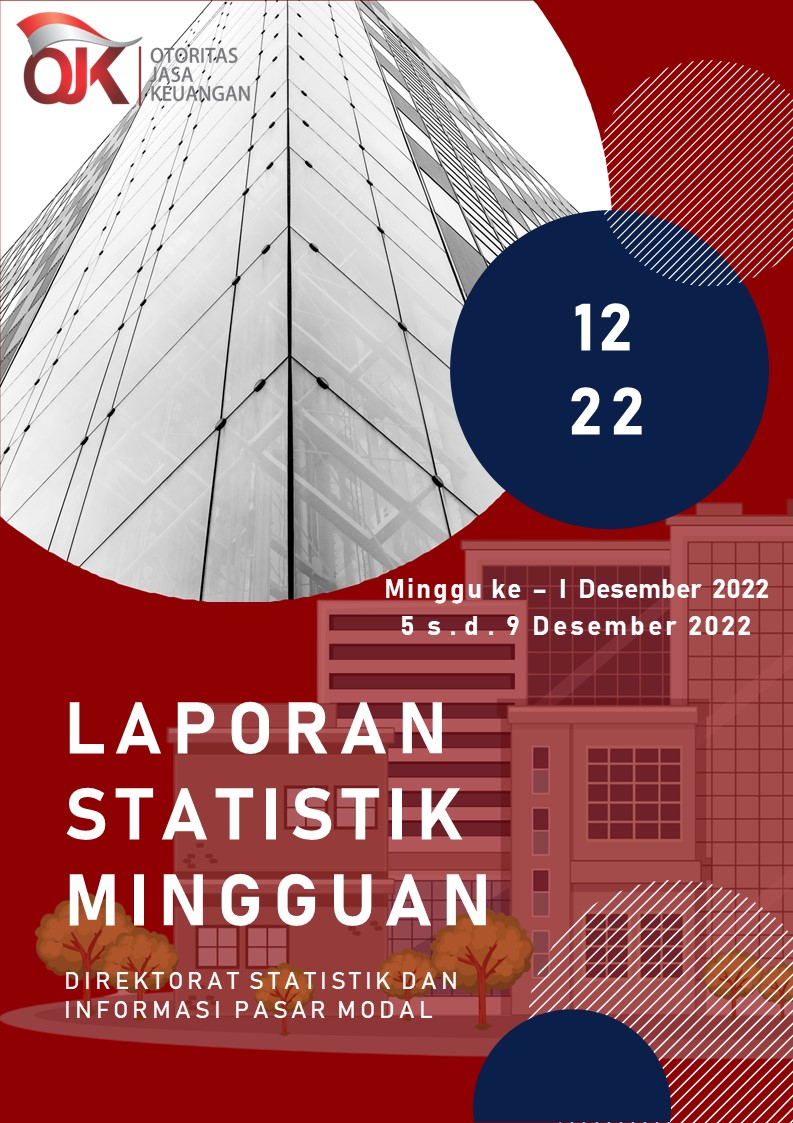 OTORITAS
JASA
KEUANGAN
OJK
12
22
Minggu ke – I Desember 2022
5 s.d. 9 Desember 2022
LAPORAN
STATISTIK
MINGGUAN
DIREKTORAT STATISTIK DAN
INFORMASI PASAR MODAL